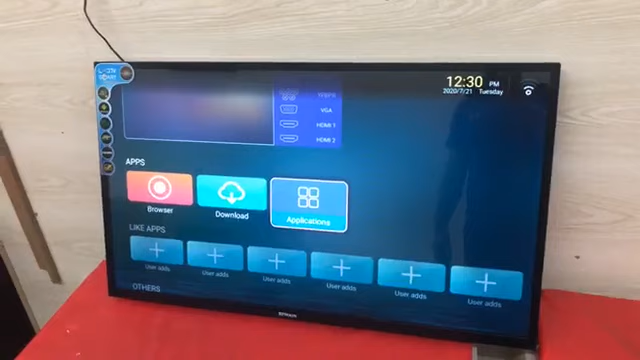 12:30 PM
2020/7/21 Tuesday
VGA
HDMI 1
HDMI 2
APPS
Browser
Download
Applications
LIKE APPS
User adds
User adds
User adds
User adds
User adds
User adds
OTHERS